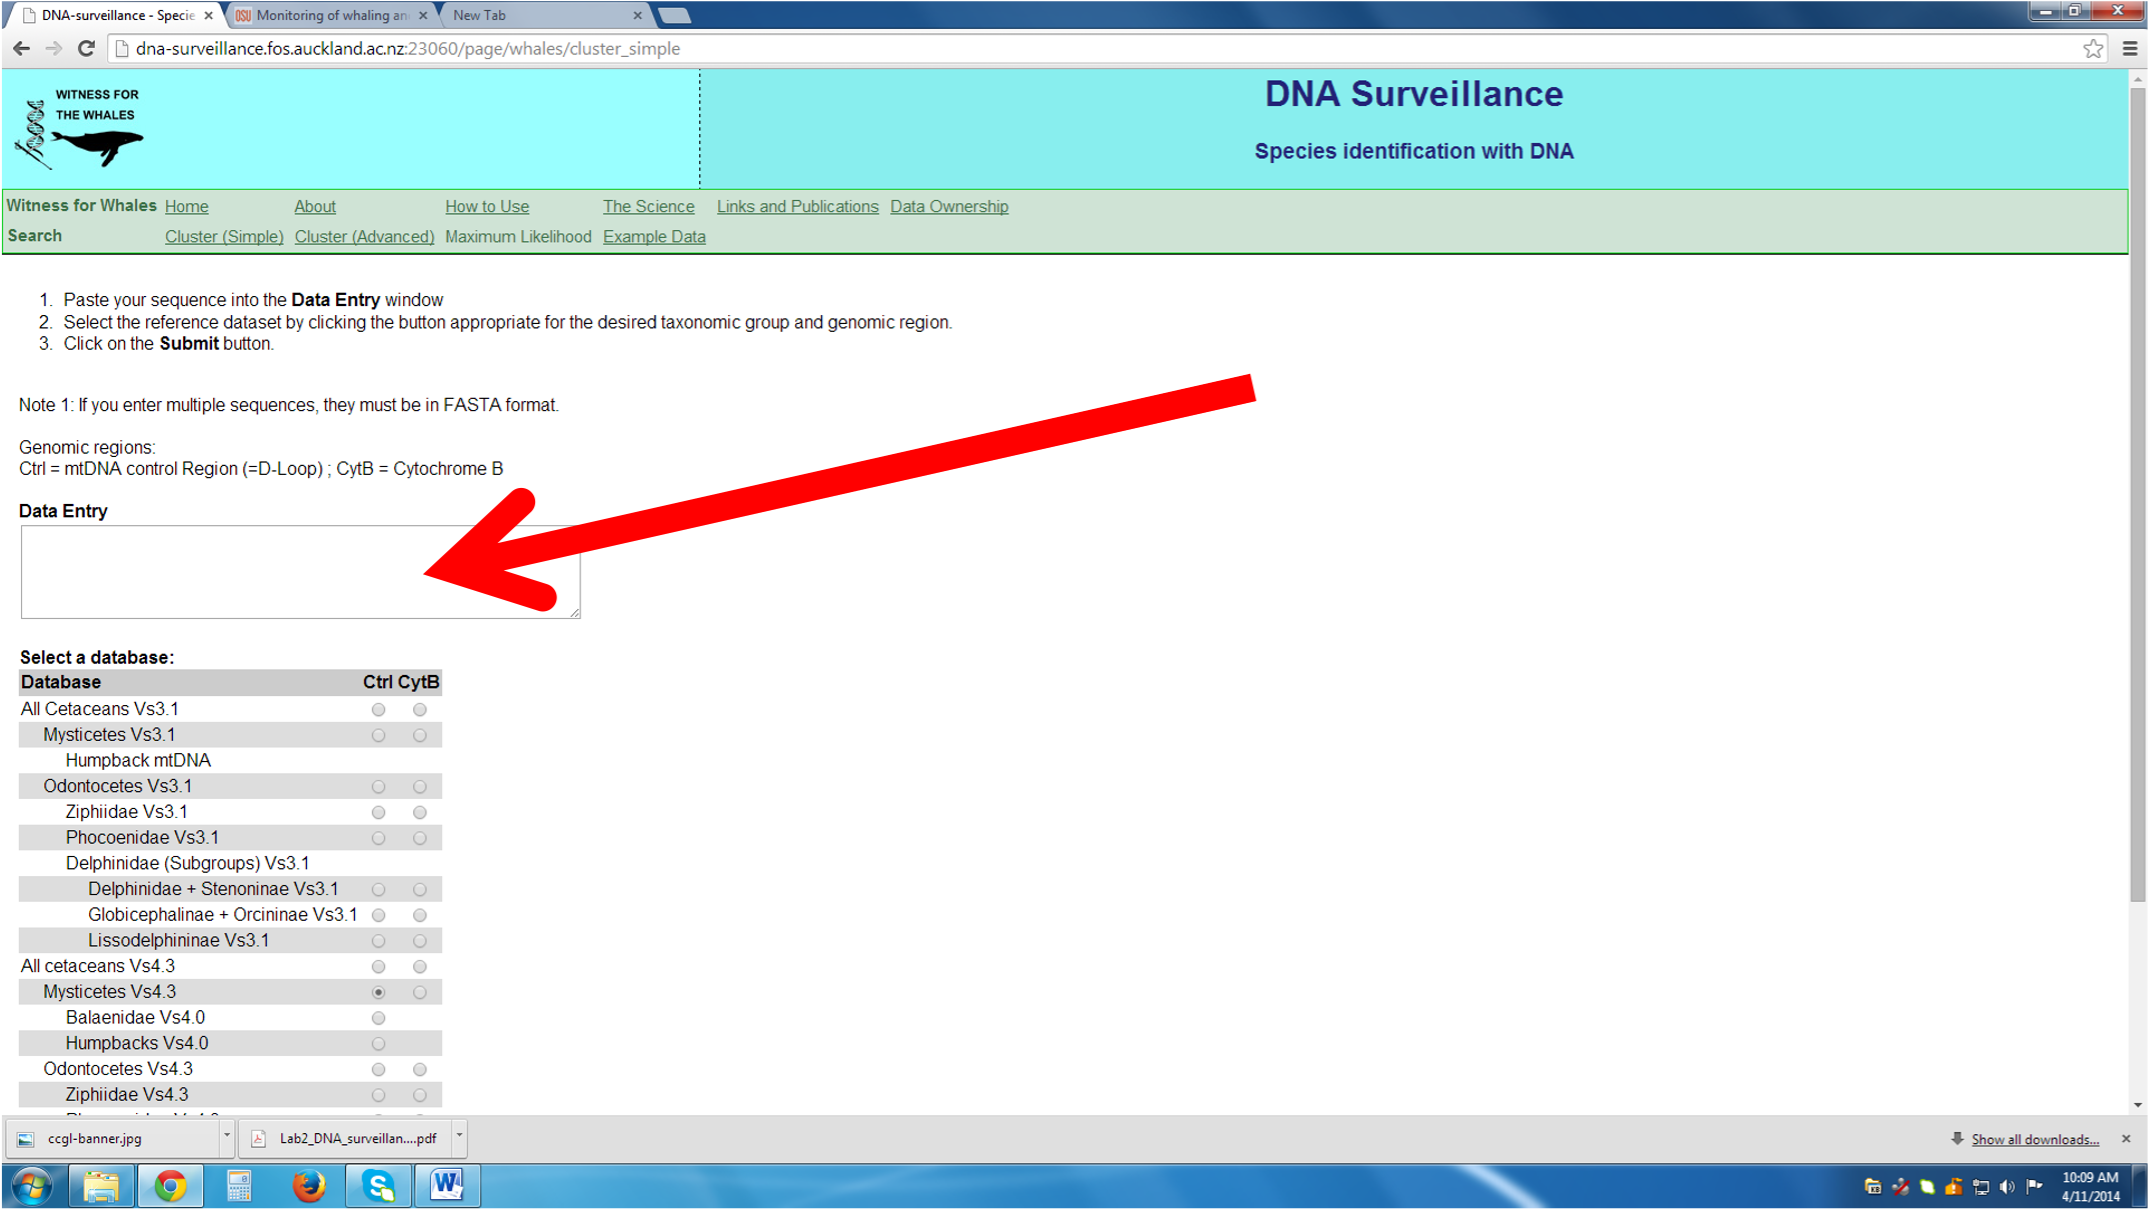 DNA-surveillance - Specie
Monitoring of whaling an
New Tab
dna-surveillance.fos.auckland.ac.nz:23060/page/whales/cluster_simple
WITNESS FOR
THE WHALES
DNA Surveillance
Species identification with DNA
Witness for Whales Home About How to Use The Science Links and Publications Data Ownership
Search Cluster (Simple) Cluster (Advanced) Maximum Likelihood Example Data
1. Paste your sequence into the Data Entry window
2. Select the reference dataset by clicking the button appropriate for the desired taxonomic group and genomic region.
3. Click on the Submit button.
Note 1: If you enter multiple sequences, they must be in FASTA format.
Genomic regions:
Ctrl = mtDNA control Region (=D-Loop) ; CytB = Cytochrome B
Data Entry
Select a database:
Database Ctrl CytB
All Cetaceans Vs3.1
Mysticetes Vs3.1
Humpback mtDNA
Odontocetes Vs3.1
Ziphiidae Vs3.1
Phocoenidae Vs3.1
Delphinidae (Subgroups) Vs3.1
Delphinidae + Stenoninae Vs3.1
Globicephalinae + Orcininae Vs3.1
Lissodelphininae Vs3.1
All cetaceans Vs4.3
Mysticetes Vs4.3
Balaenidae Vs4.0
Humpbacks Vs4.0
Odontocetes Vs4.3
Ziphiidae Vs4.3
ccgl-banner.jpg
Lab2_DNA_surveillan....pdf
Show all downloads...
10:09 AM
4/11/2014